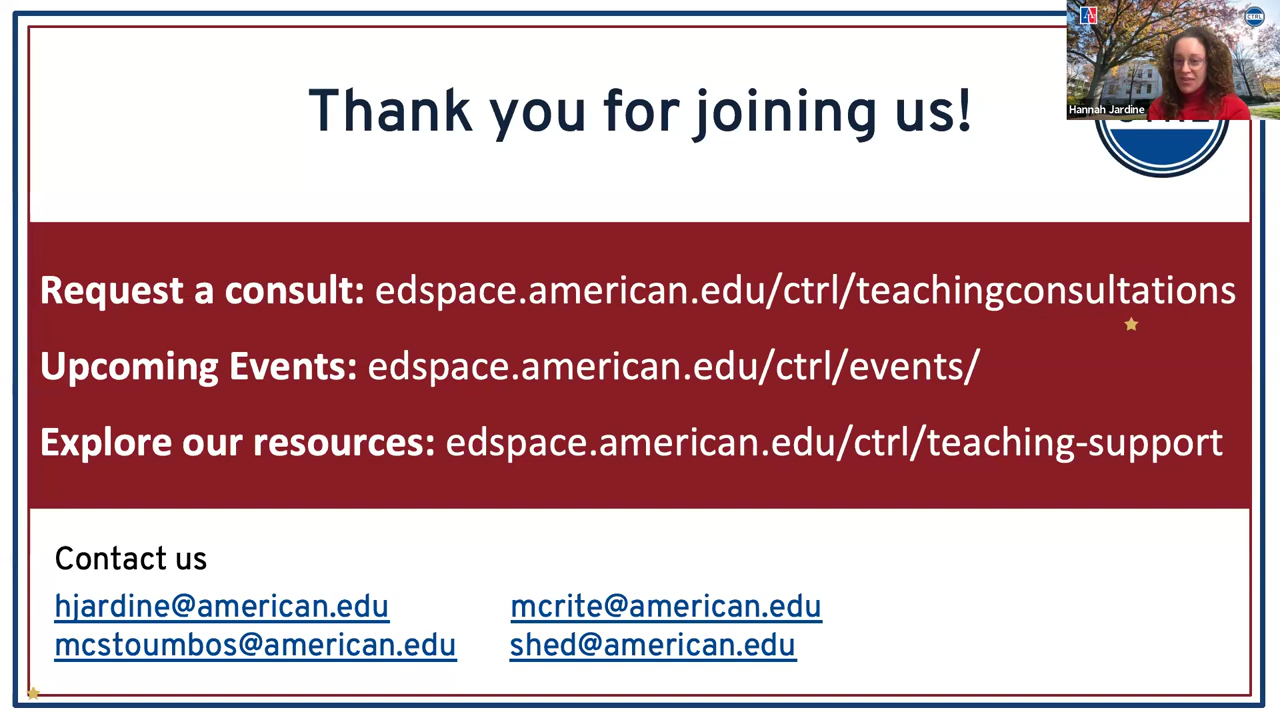 Thank you for joining us!
CTRL
Hannah Jardine
Request a consult: edspace.american.edu/ctrl/teachingconsultations
Upcoming Events: edspace.american.edu/ctrl/events/
Explore our resources: edspace.american.edu/ctrl/teaching-support
Contact us
hjardine@american.edu mcrite@american.edu
mcstoumbos@american.edu shed@american.edu